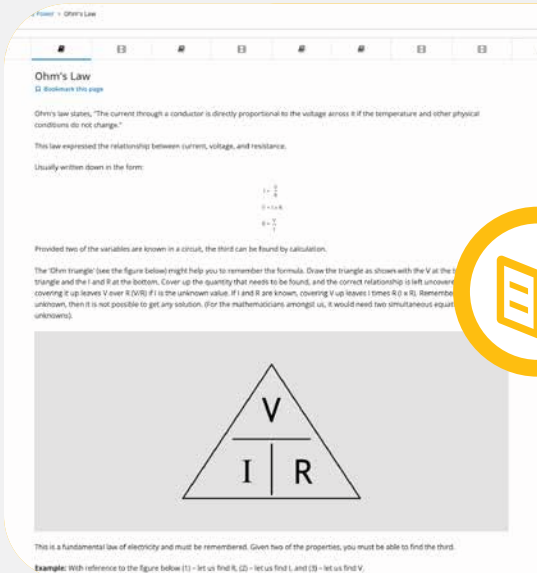 Power > Ohm's Law
Ohm's Law
Bookmark this page
Ohm's law states, "The current through a conductor is directly proportional to the voltage across it if the temperature and other physical
conditions do not change."
This law expressed the relationship between current, voltage, and resistance.
Usually written down in the form:
I = V/R
V = I x R
R = V/I
Provided two of the variables are known in a circuit, the third can be found by calculation.
The 'Ohm triangle' (see the figure below) might help you to remember the formula. Draw the triangle as shown with the V at the
triangle and the I and R at the bottom. Cover up the quantity that needs to be found, and the correct relationship is left
covering it up leaves V over R (V/R) if I is the unknown value. If I and R are known, covering V up leaves I times R (I x R).
unknown, then it is not possible to get any solution. (For the mathematicians amongst us, it would need two simultaneous
unknowns).
V
I R
This is a fundamental law of electricity and must be remembered. Given two of the properties, you must be able to find the third.
Example: With reference to the figure below (1) – let us find R, (2) – let us find I, and (3) – let us find V.